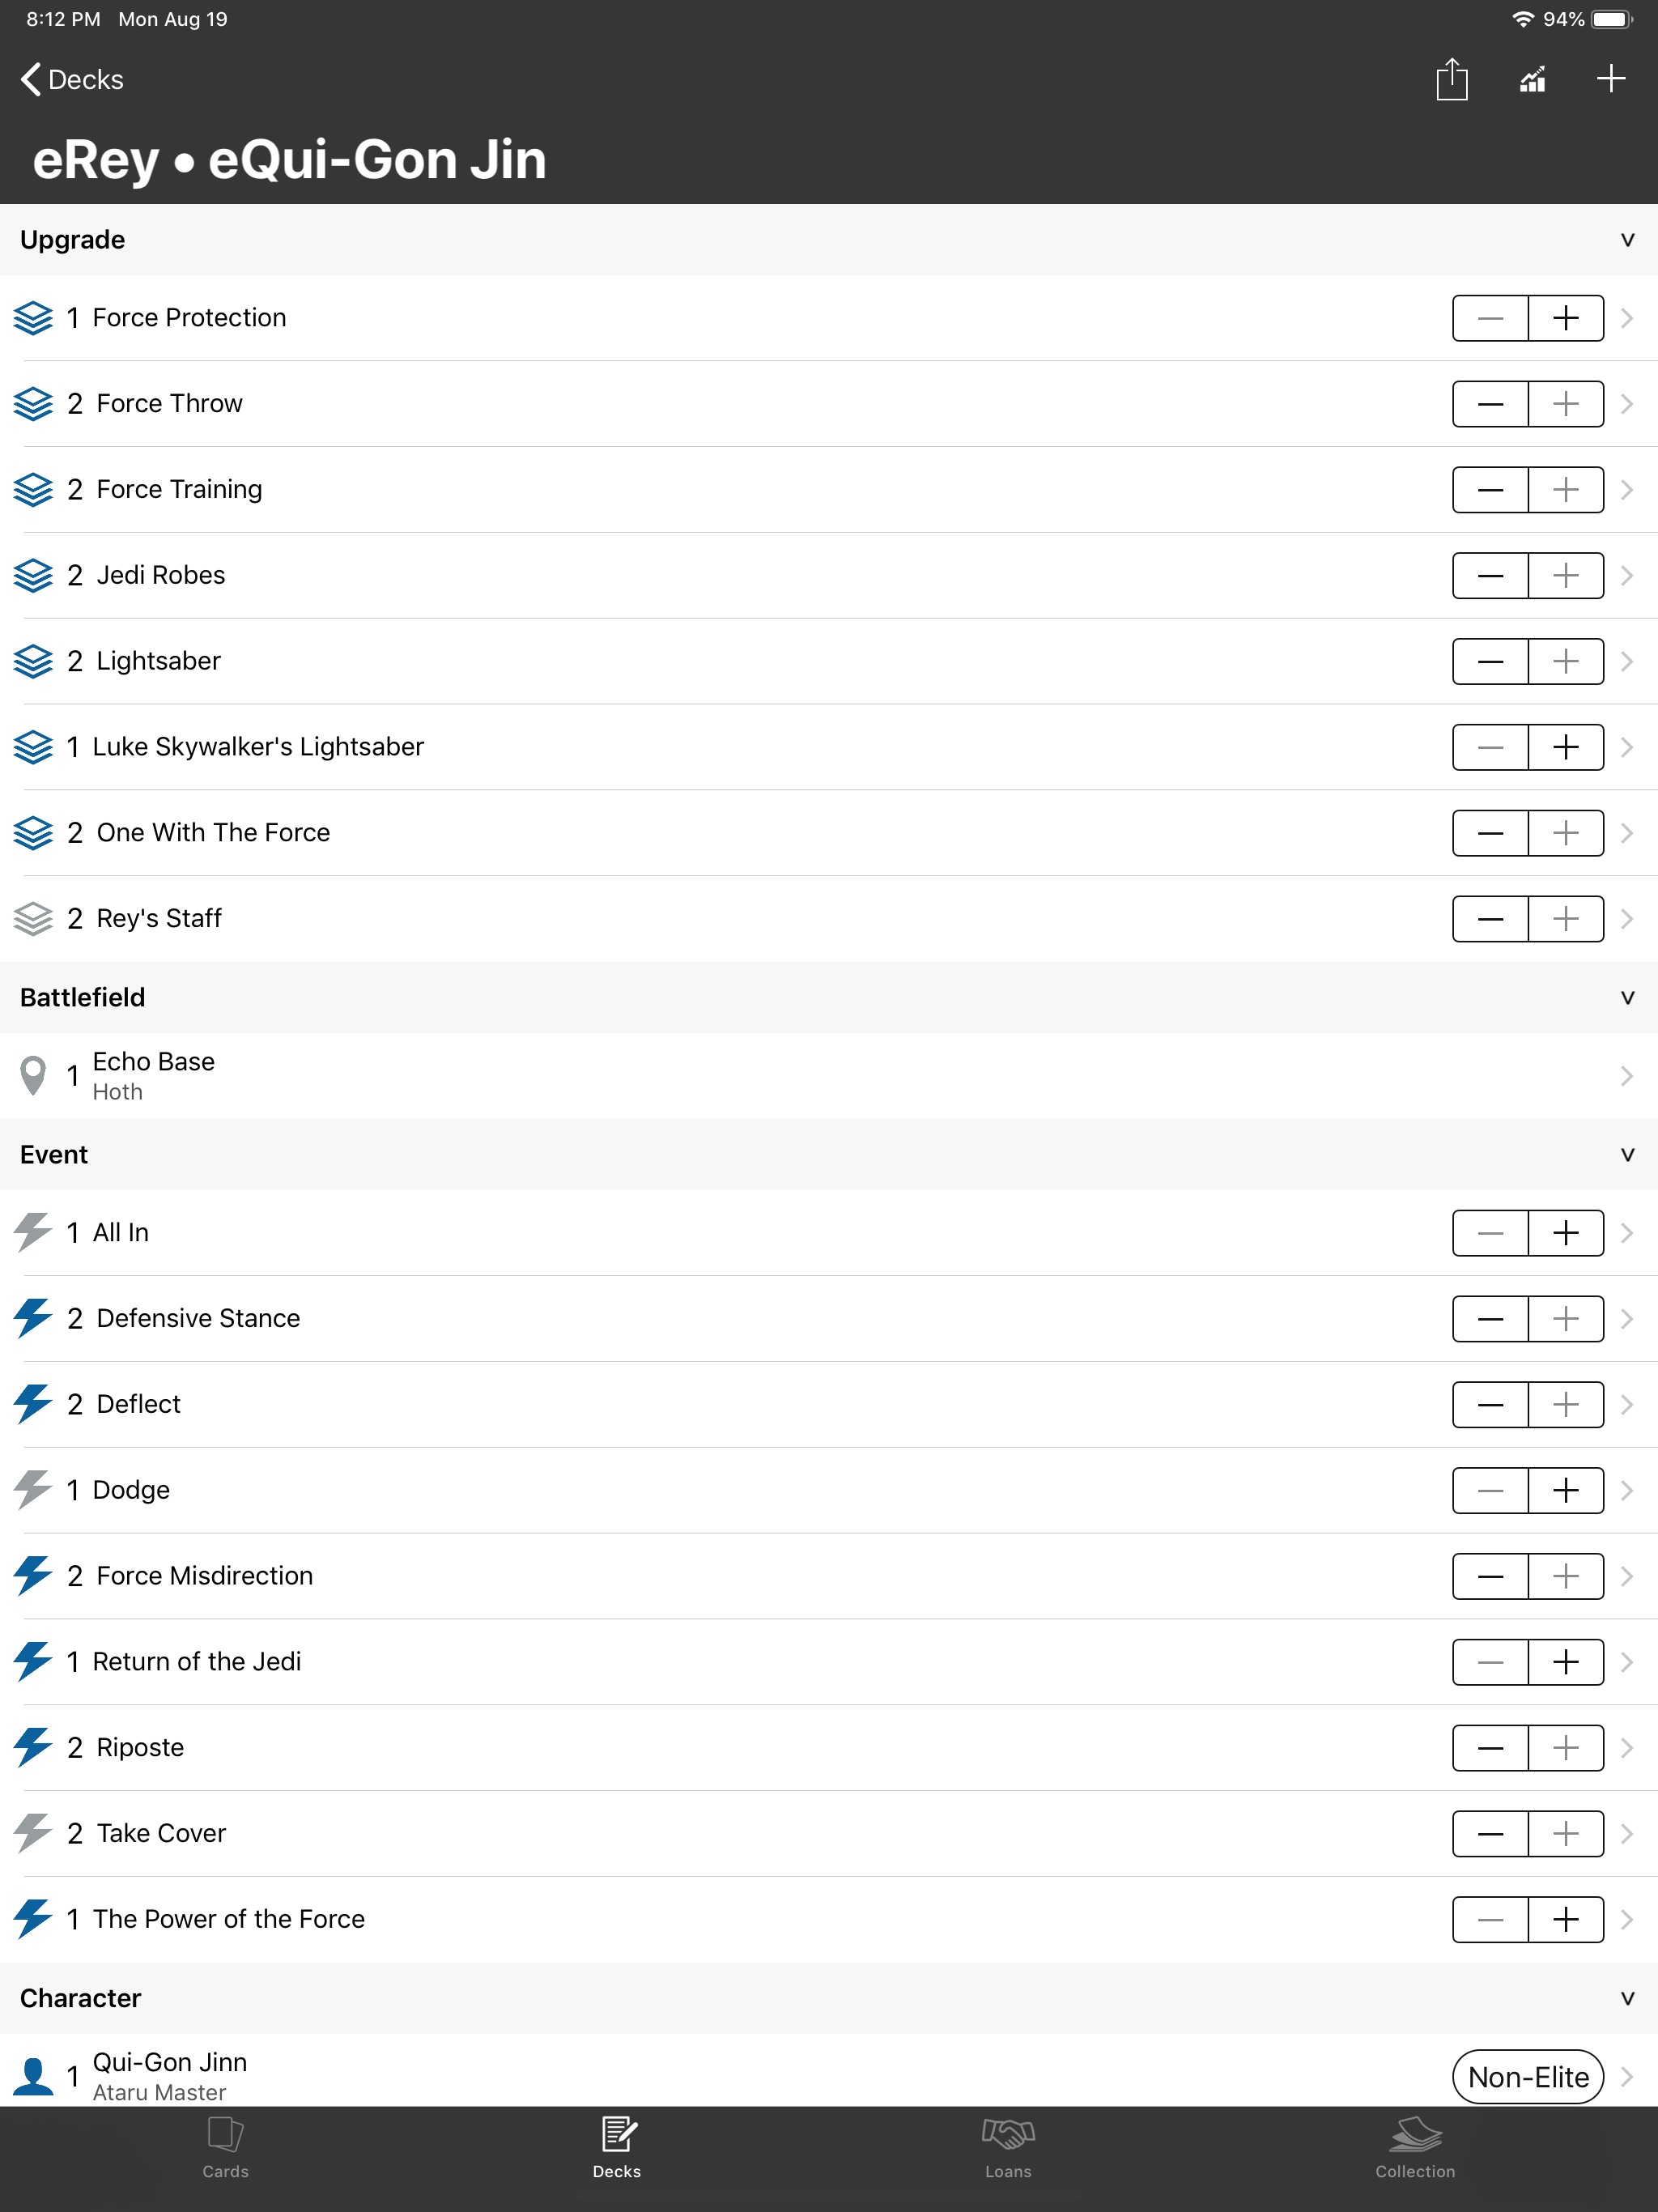 8:12 PM Mon Aug 19 94%
Decks
eRey • eQui-Gon Jin
Upgrade
1 Force Protection
2 Force Throw
2 Force Training
2 Jedi Robes
2 Lightsaber
1 Luke Skywalker's Lightsaber
2 One With The Force
2 Rey's Staff
Battlefield
1 Echo Base
Hoth
Event
1 All In
2 Defensive Stance
2 Deflect
1 Dodge
2 Force Misdirection
1 Return of the Jedi
2 Riposte
2 Take Cover
1 The Power of the Force
Character
1 Qui-Gon Jinn
Ataru Master
Non-Elite
Cards Decks Loans Collection